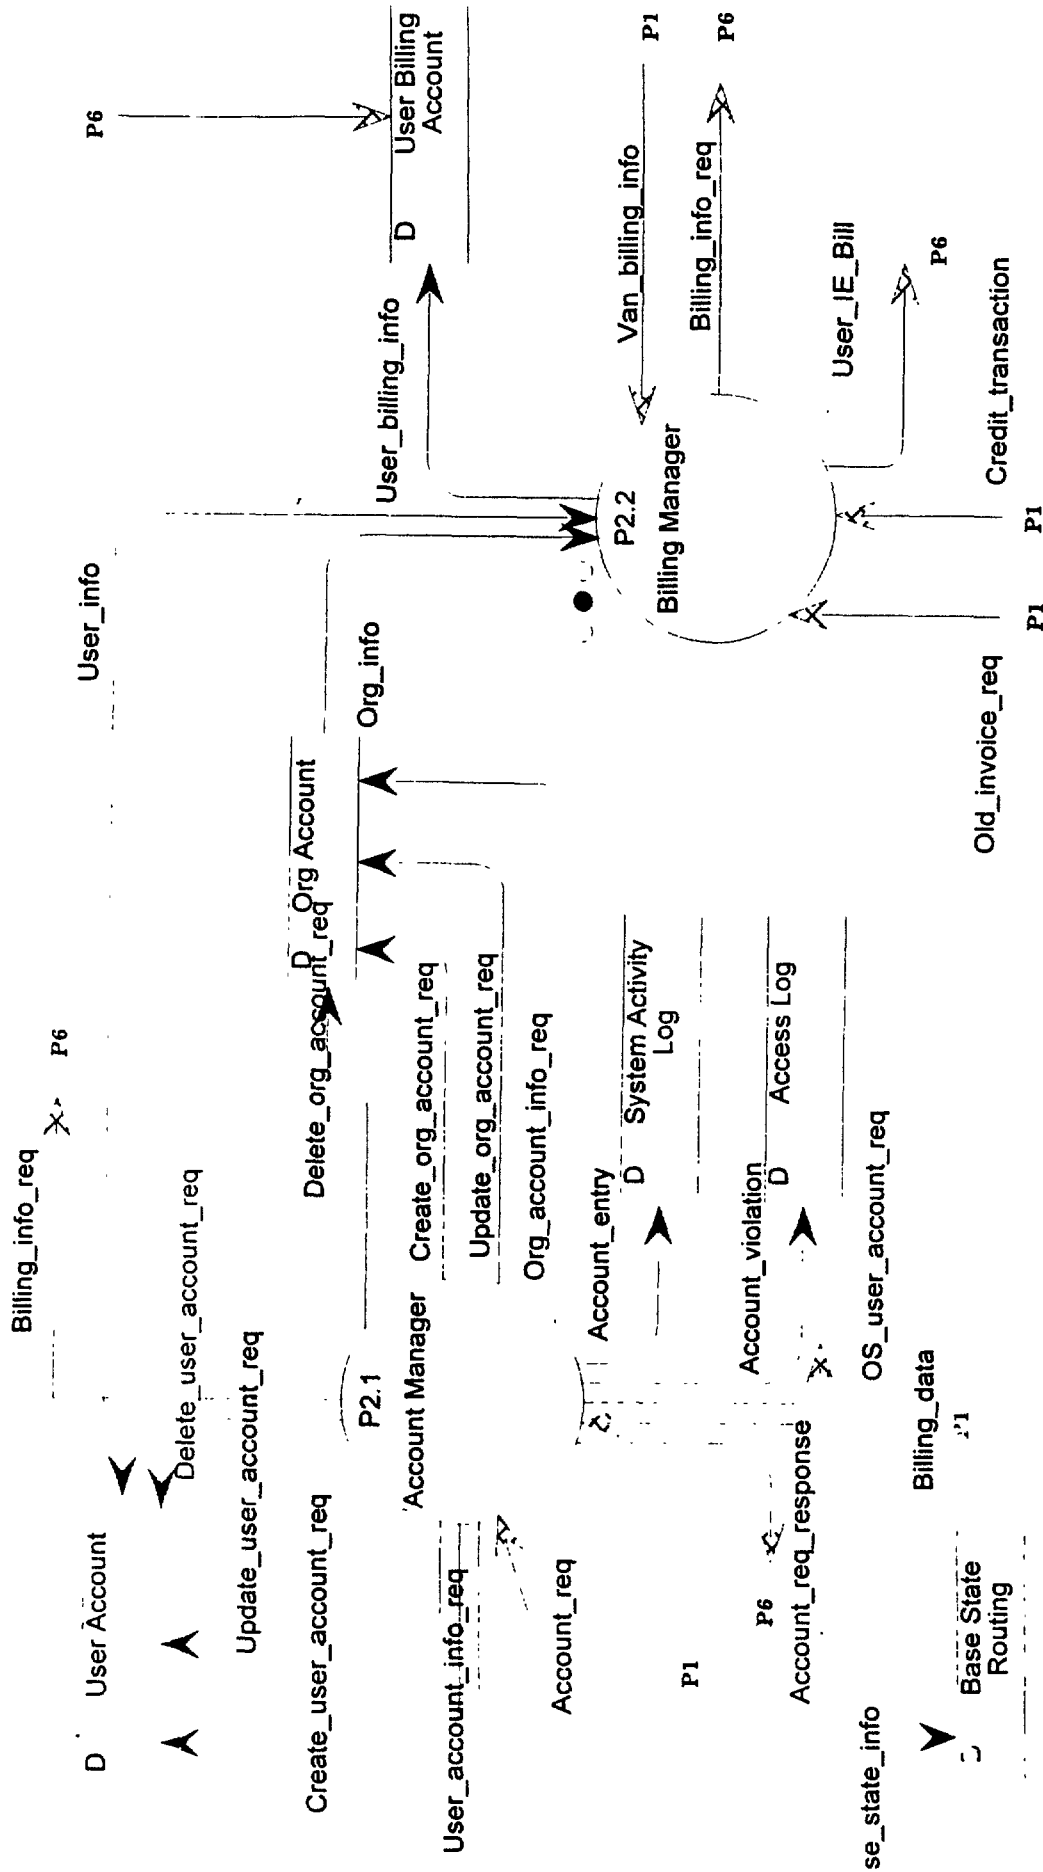 Billing_info_req
P6
User_info
P6
D User Account
Delete_user_account_req
Update_user_account_req
Create_user_account_req
D Org Account
Delete_org_account_req
Org_info
User_billing_info
D User Billing
Account
P2.1
Account Manager
Create_org_account_req
Update_org_account_req
Org_account_info_req
User_account_info_req
Account_req
Account_entry
D System Activity
Log
P2.2
Billing Manager
Van_billing_info
P1
Billing_info_req
P6
P1
Account_violation
D Access Log
P6
Account_req_response
OS_user_account_req
User_IE_Bill
P6
se_state_info
Billing_data
P1
Base State
Routing
Old_invoice_req
P1
Credit_transaction
P1